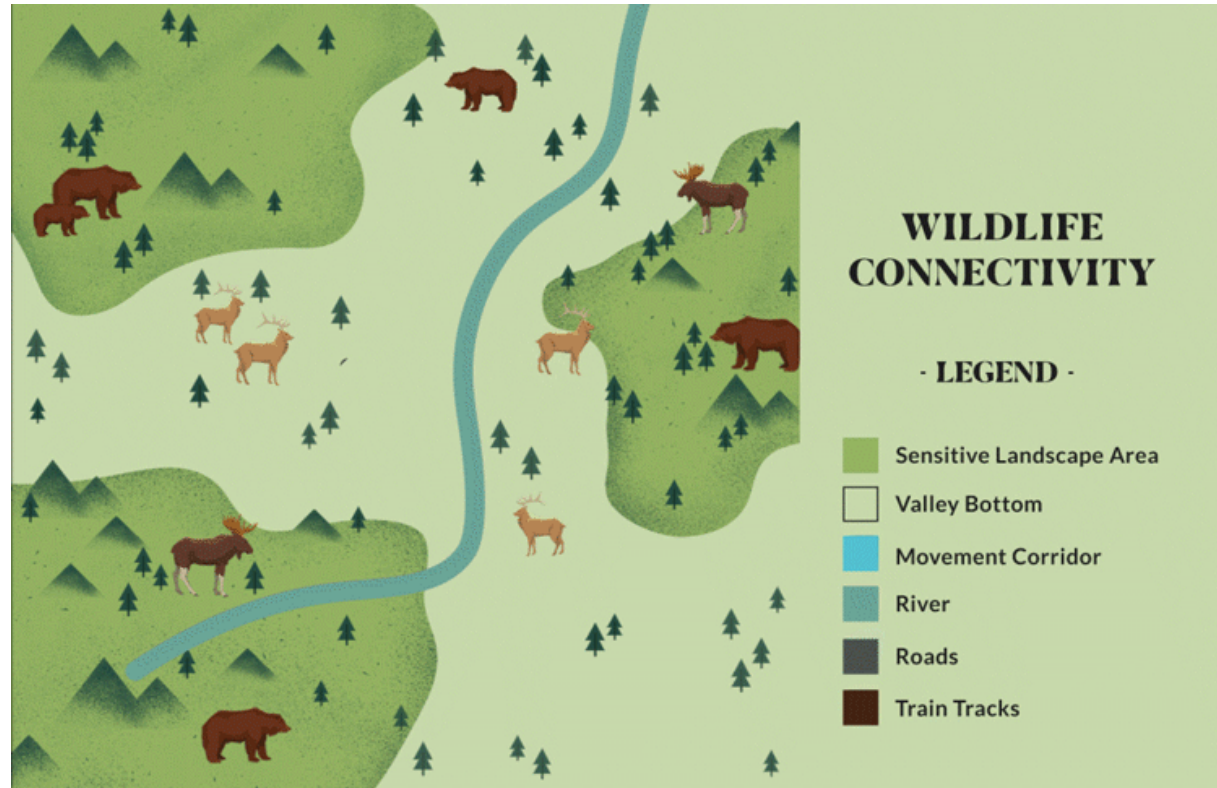 WILDLIFE
CONNECTIVITY
- LEGEND -
Sensitive Landscape Area
Valley Bottom
Movement Corridor
River
Roads
Train Tracks